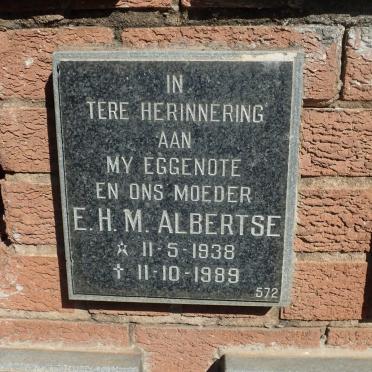 IN
TERE HERINNERING
AAN
MY EGGENOTE
EN ONS MOEDER
E.H.M. ALBERTSE
☆ 11-5-1938
✝ 11-10-1989
572